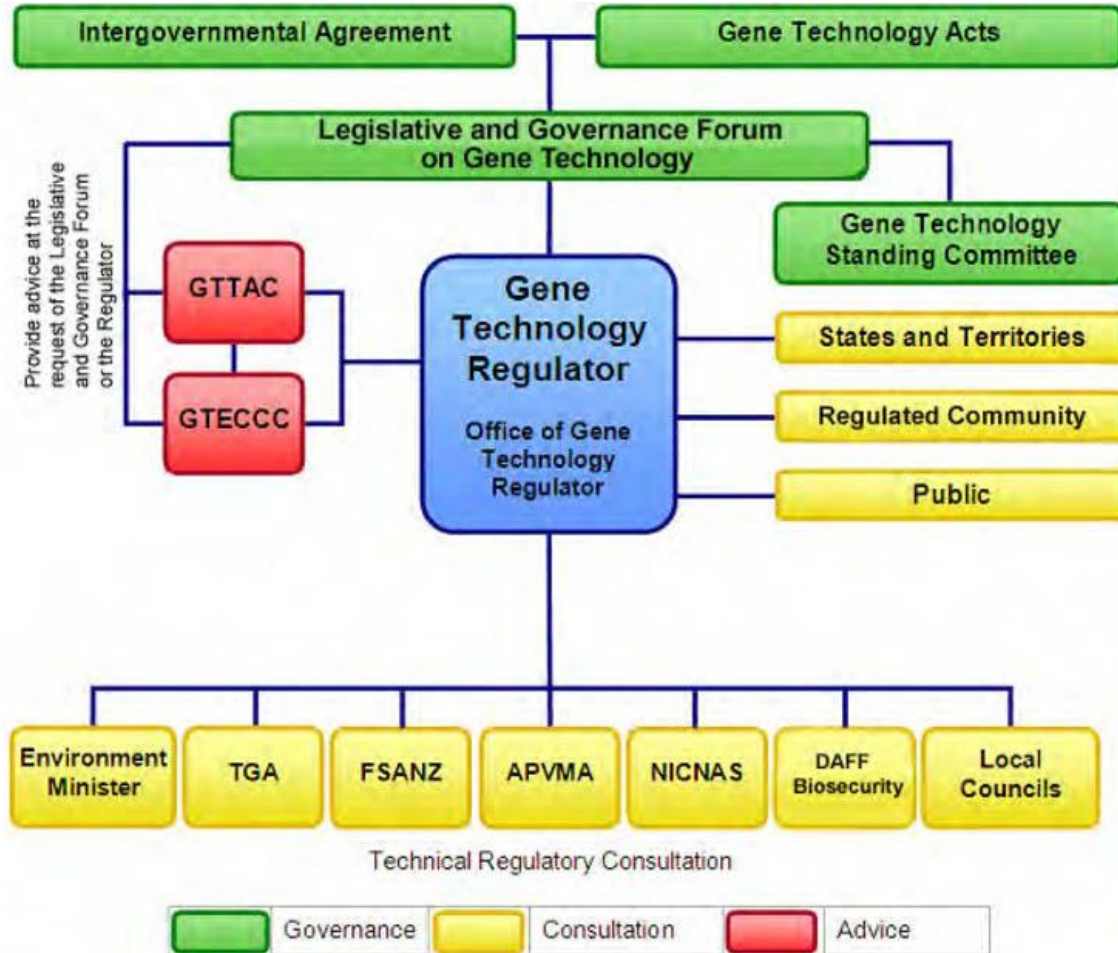 Intergovernmental Agreement
Gene Technology Acts
Legislative and Governance Forum
on Gene Technology
Provide advice at the
request of the Legislative
and Governance Forum
or the Regulator
Gene Technology
Standing Committee
GTTAC
GTECCC
Gene
Technology
Regulator
Office of Gene
Technology
Regulator
States and Territories
Regulated Community
Public
Environment
Minister
TGA
FSANZ
APVMA
NICNAS
DAFF
Biosecurity
Local
Councils
Technical Regulatory Consultation
Governance
Consultation
Advice